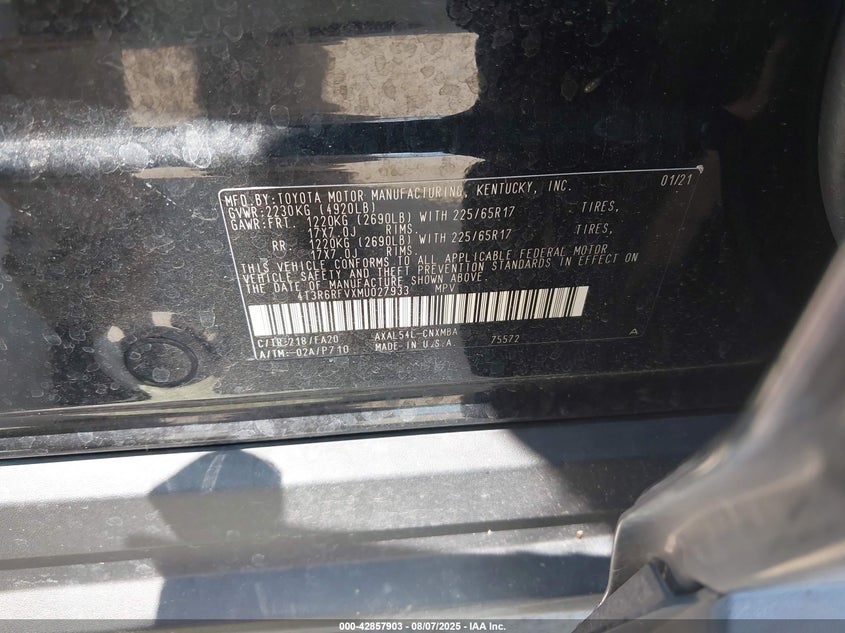 MFD.BY:TOYOTA MOTOR MANUFACTURING, KENTUCKY, INC. 01/21
GVWR:2230KG (4920LB)
GAWR:FRT. 1220KG (2690LB) WITH 225/65R17 TIRES,
17X7.0J RIMS.
RR. 1220KG (2690LB) WITH 225/65R17 TIRES,
17X7.0J RIMS.
THIS VEHICLE CONFORMS TO ALL APPLICABLE FEDERAL MOTOR
VEHICLE SAFETY AND THEFT PREVENTION STANDARDS IN EFFECT ON
THE DATE OF MANUFACTURE SHOWN ABOVE.
4T3R6RFVXMU027933 MPV
C/TR:218/FA20 AXAL54L-CNXMBA 75572 A
A/TM:-02A/P710 MADE IN U.S.A
000-42857903 - 08/07/2025 - IAA Inc.